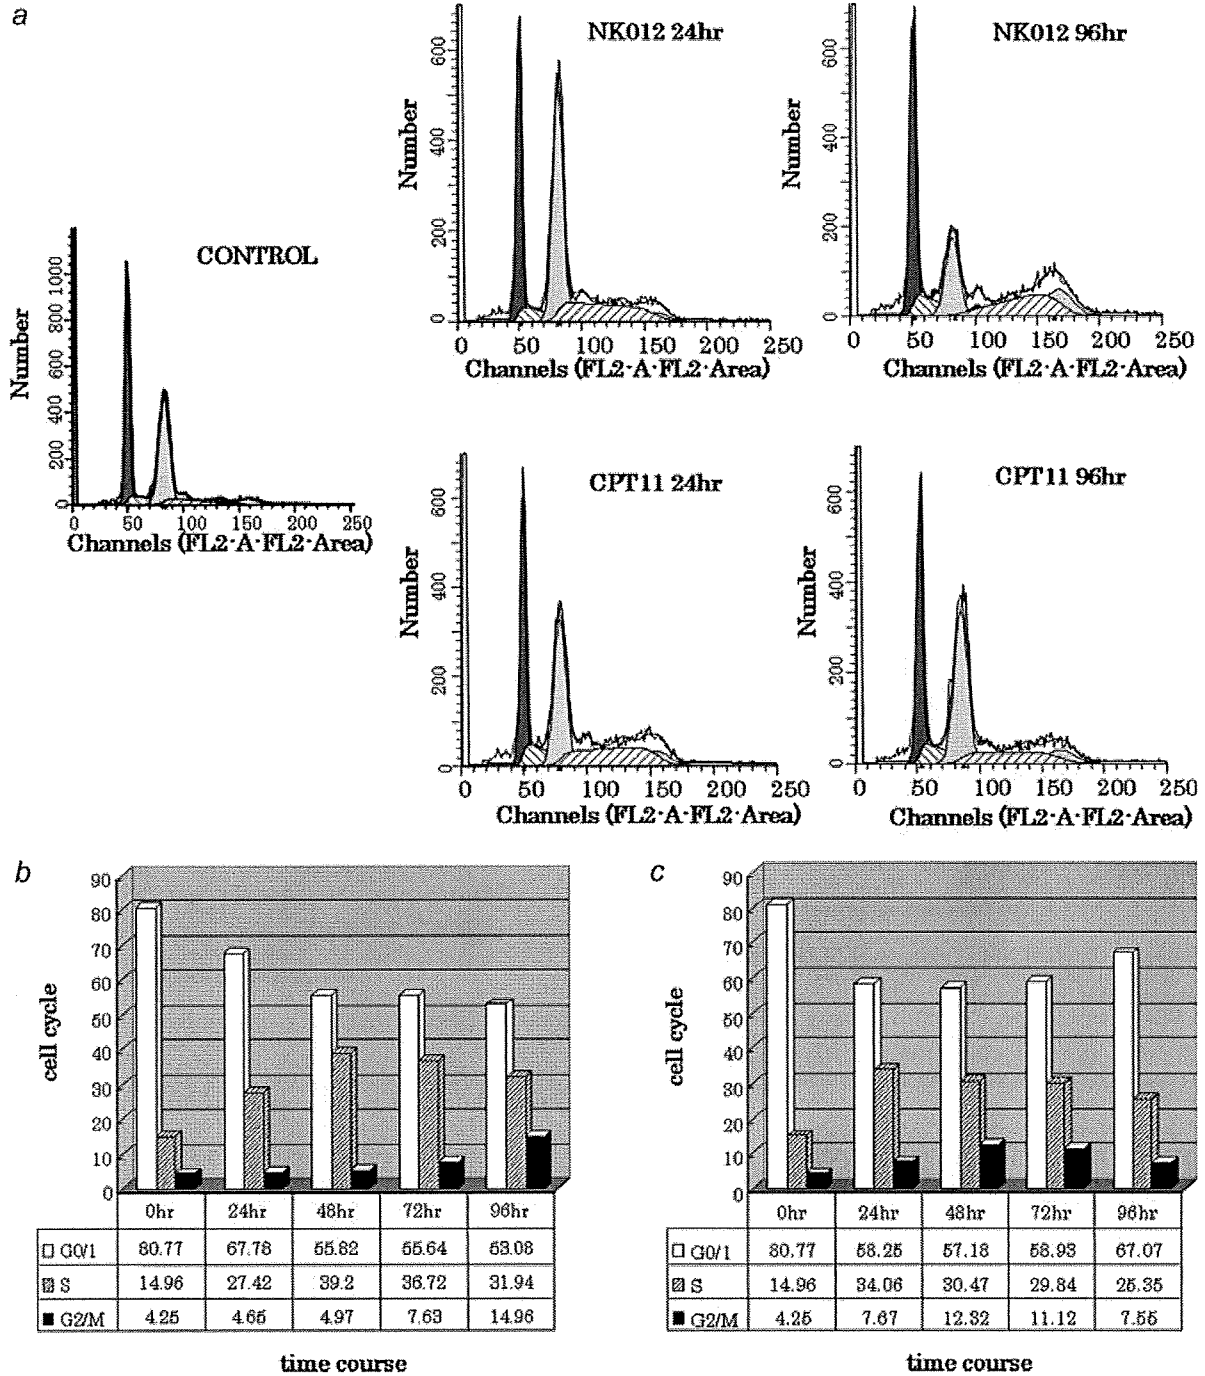 a
NK012 24hr
Number
600
400
200
0
0 50 100 150 200 250
Channels (FL2-A-FL2-Area)
NK012 96hr
Number
600
400
200
0
0 50 100 150 200 250
Channels (FL2-A-FL2-Area)
CONTROL
Number
1000
800
600
400
200
0
0 50 100 150 200 250
Channels (FL2-A-FL2-Area)
CPT11 24hr
Number
600
400
200
0
0 50 100 150 200 250
Channels (FL2-A-FL2-Area)
CPT11 96hr
Number
600
400
200
0
0 50 100 150 200 250
Channels (FL2-A-FL2-Area)
b
cell cycle
90
80
70
60
50
40
30
20
10
0
0hr 24hr 48hr 72hr 96hr
G0/1 80.77 67.78 55.82 55.64 53.08
S 14.96 27.42 39.2 36.72 31.94
G2/M 4.25 4.65 4.97 7.63 14.96
time course
c
cell cycle
90
80
70
60
50
40
30
20
10
0
0hr 24hr 48hr 72hr 96hr
G0/1 80.77 58.25 57.18 58.93 67.07
S 14.96 34.06 30.47 29.84 25.35
G2/M 4.25 7.67 12.32 11.12 7.55
time course